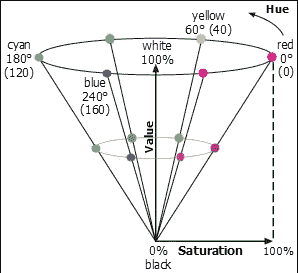 Hue
yellow
60° (40)
cyan
180°
(120)
white
100%
red
0°
(0)
blue
240°
(160)
Value
0%
black
Saturation
100%